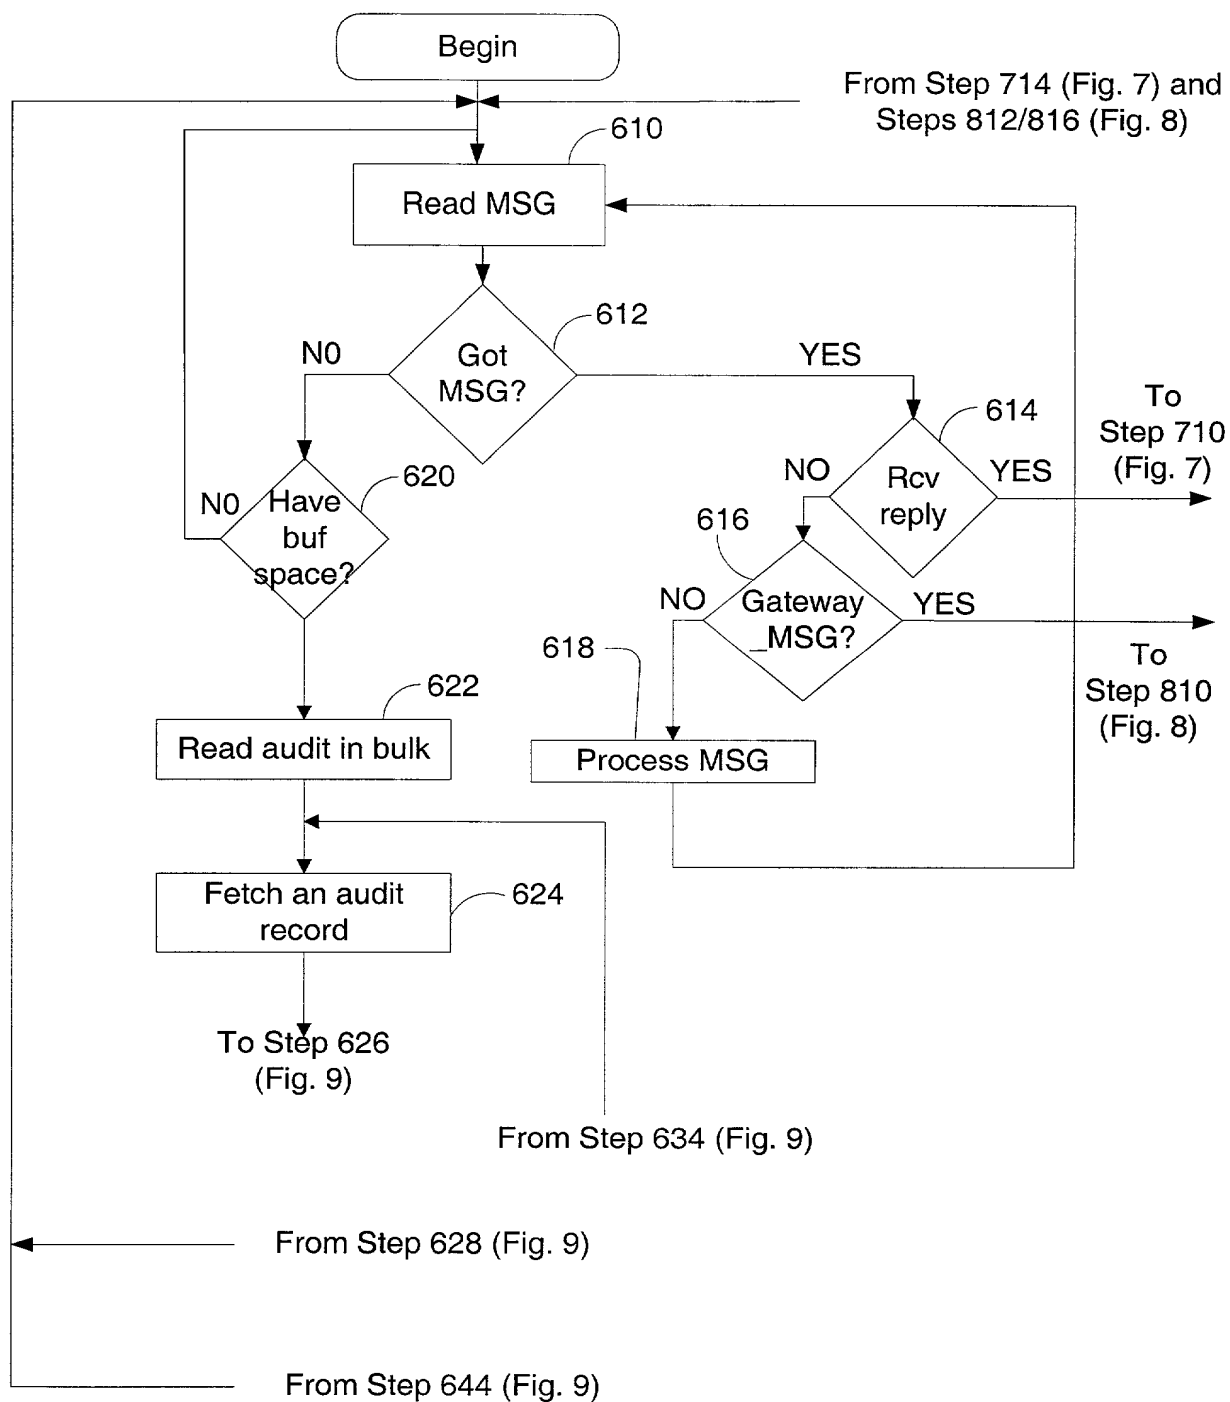 Begin
From Step 714 (Fig. 7) and
Steps 812/816 (Fig. 8)
610
Read MSG
612
Got
MSG?
N0
YES
614
Rcv
reply
NO
YES
To
Step 710
(Fig. 7)
620
Have
buf
space?
N0
616
Gateway
_MSG?
NO
YES
To
Step 810
(Fig. 8)
618
Process MSG
622
Read audit in bulk
624
Fetch an audit
record
To Step 626
(Fig. 9)
From Step 634 (Fig. 9)
From Step 628 (Fig. 9)
From Step 644 (Fig. 9)